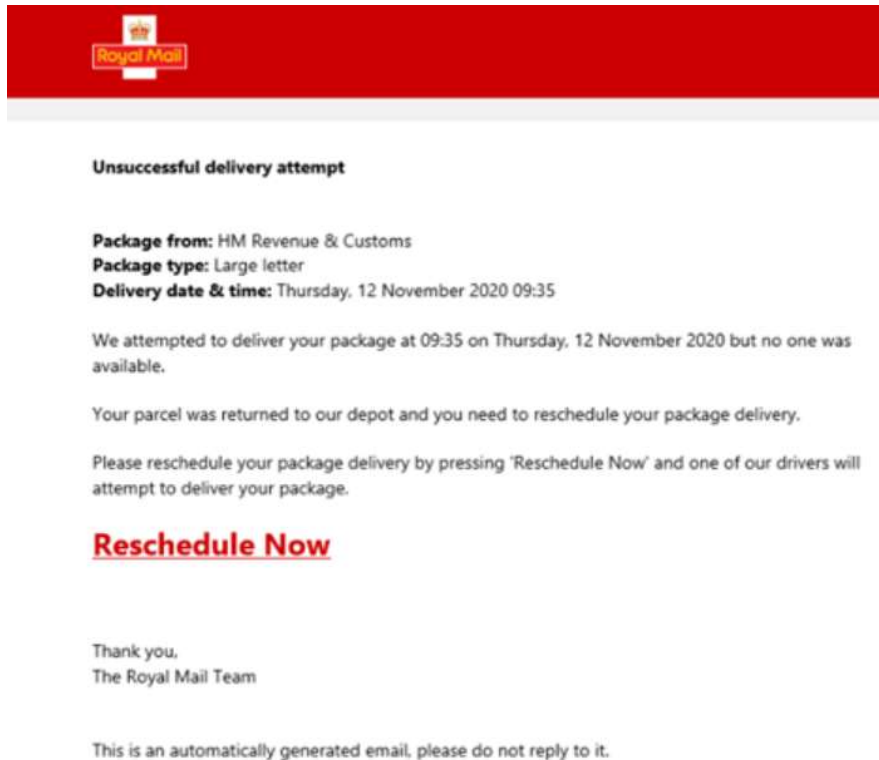 Royal Mail
Unsuccessful delivery attempt
Package from: HM Revenue & Customs
Package type: Large letter
Delivery date & time: Thursday, 12 November 2020 09:35
We attempted to deliver your package at 09:35 on Thursday, 12 November 2020 but no one was
available.
Your parcel was returned to our depot and you need to reschedule your package delivery.
Please reschedule your package delivery by pressing 'Reschedule Now' and one of our drivers will
attempt to deliver your package.
Reschedule Now
Thank you,
The Royal Mail Team
This is an automatically generated email, please do not reply to it.